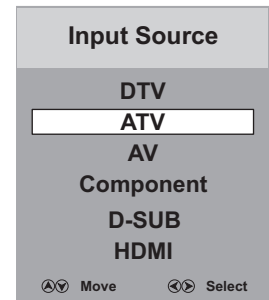 Input Source
DTV
ATV
AV
Component
D-SUB
HDMI
Move Select